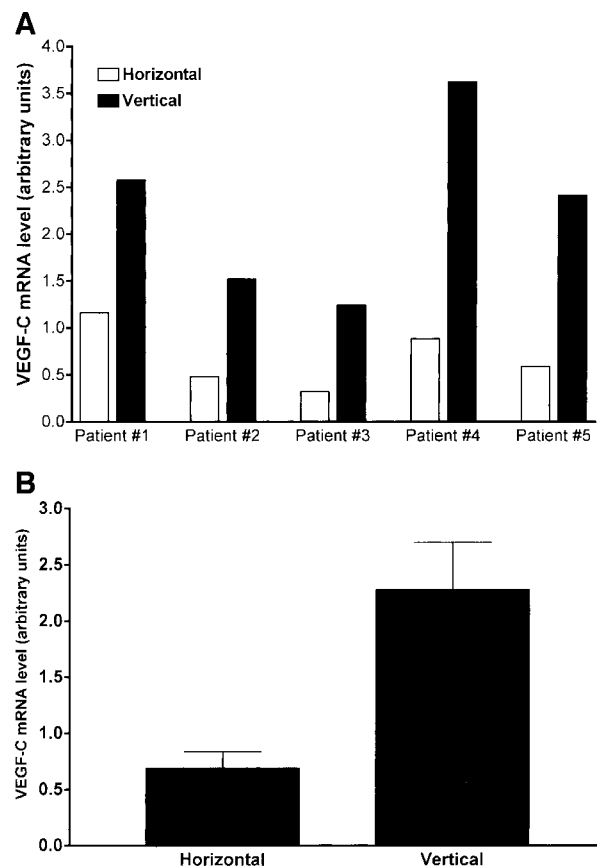 A
VEGF-C mRNA level (arbitrary units)
4.0
3.5
3.0
2.5
2.0
1.5
1.0
0.5
0.0
Horizontal
Vertical
Patient #1
Patient #2
Patient #3
Patient #4
Patient #5
B
VEGF-C mRNA level (arbitrary units)
3.0
2.5
2.0
1.5
1.0
0.5
0.0
Horizontal
Vertical